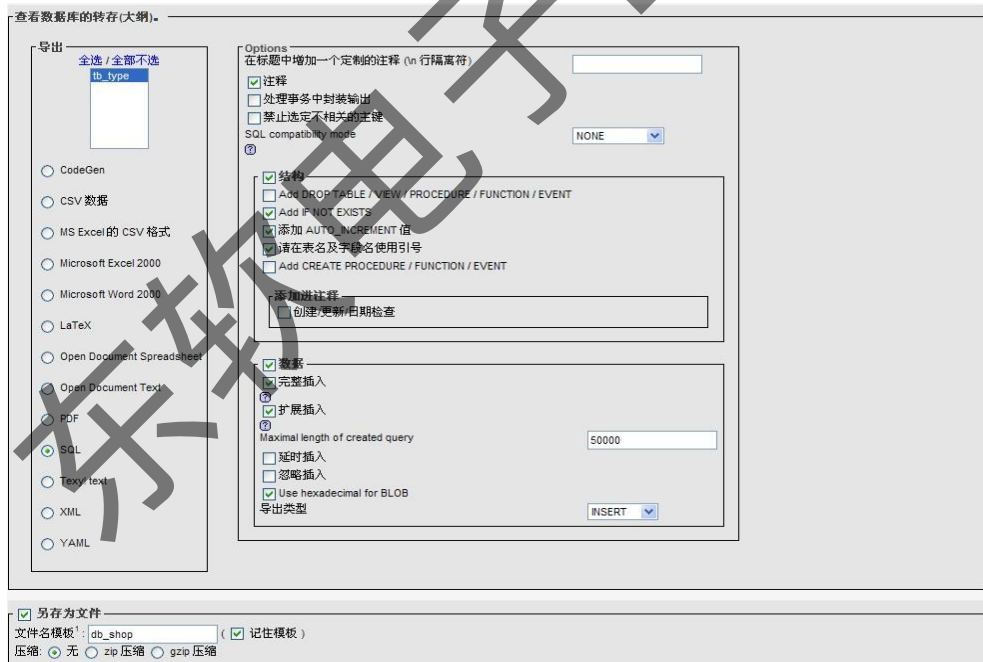 查看数据库的转存(大纲)。
导出
全选 / 全部不选
tb_type
CodeGen
CSV 数据
MS Excel的 CSV 格式
Microsoft Excel 2000
Microsoft Word 2000
LaTeX
Open Document Spreadsheet
Open Document Text
PDF
SQL
Texy! text
XML
YAML
Options
在标题中增加一个定制的注释 (\n 行隔离符)
注释
处理事务中封装输出
禁止选定不相关的主键
SQL compatibility mode
NONE
结构
Add DROP TABLE / VIEW / PROCEDURE / FUNCTION / EVENT
Add IF NOT EXISTS
添加 AUTO_INCREMENT 值
请在表名及字段名使用引号
Add CREATE PROCEDURE / FUNCTION / EVENT
添加进注释
创建/更新/日期检查
数据
完整插入
扩展插入
Maximal length of created query
50000
延时插入
忽略插入
Use hexadecimal for BLOB
导出类型
INSERT
另存为文件
文件名模板1: db_shop ( 记住模板 )
压缩: 无 zip 压缩 gzip 压缩
东软电子